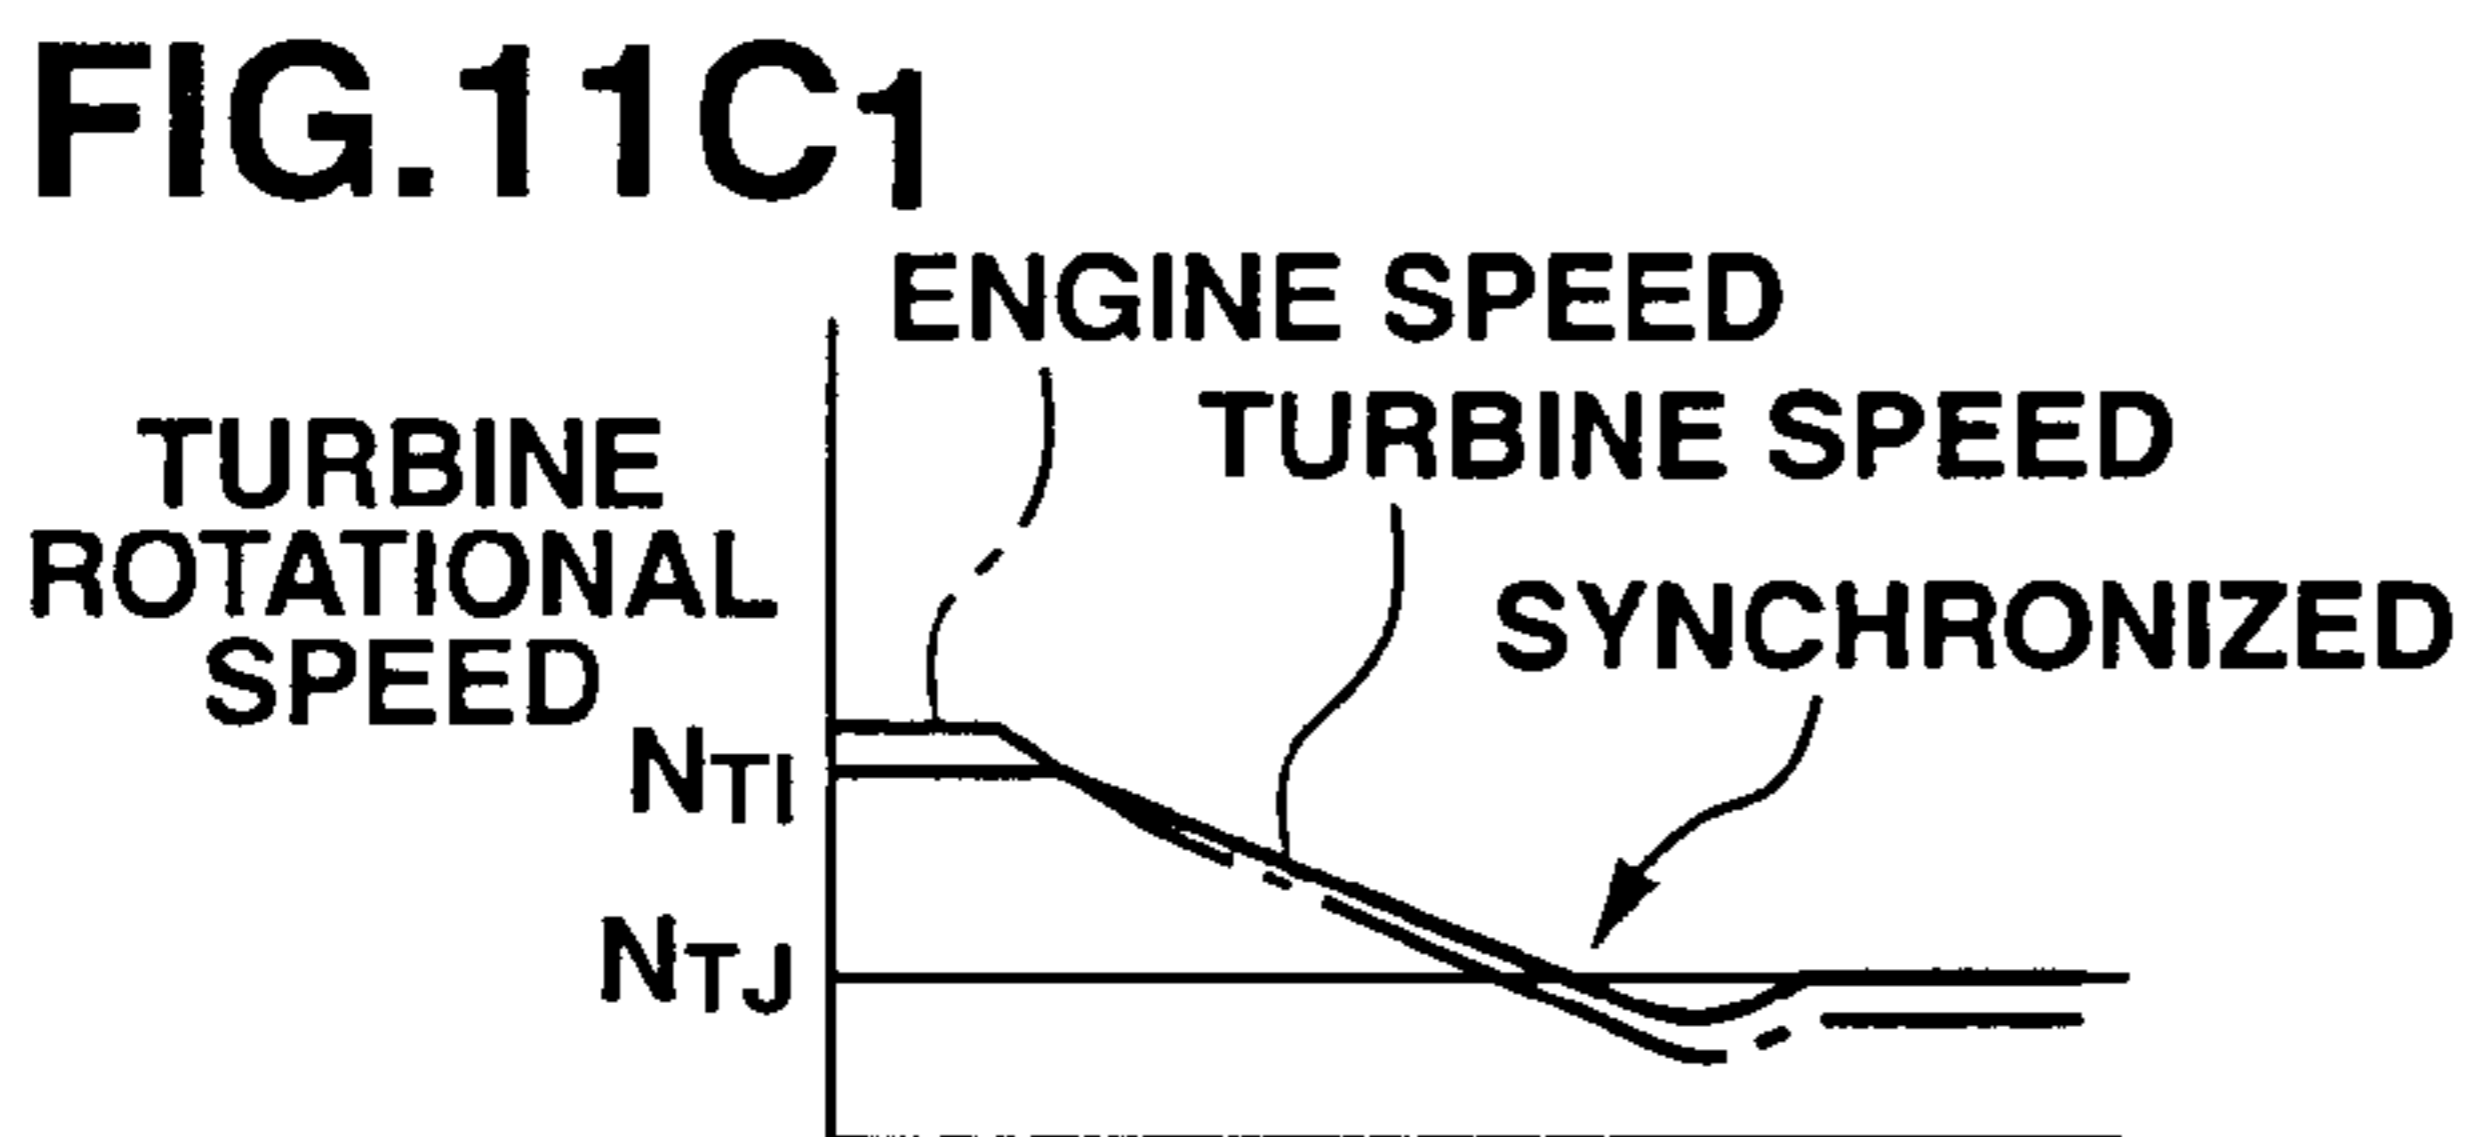 FIG.11C1
ENGINE SPEED
TURBINE SPEED
TURBINE
ROTATIONAL
SPEED
SYNCHRONIZED
NTI
NTJ